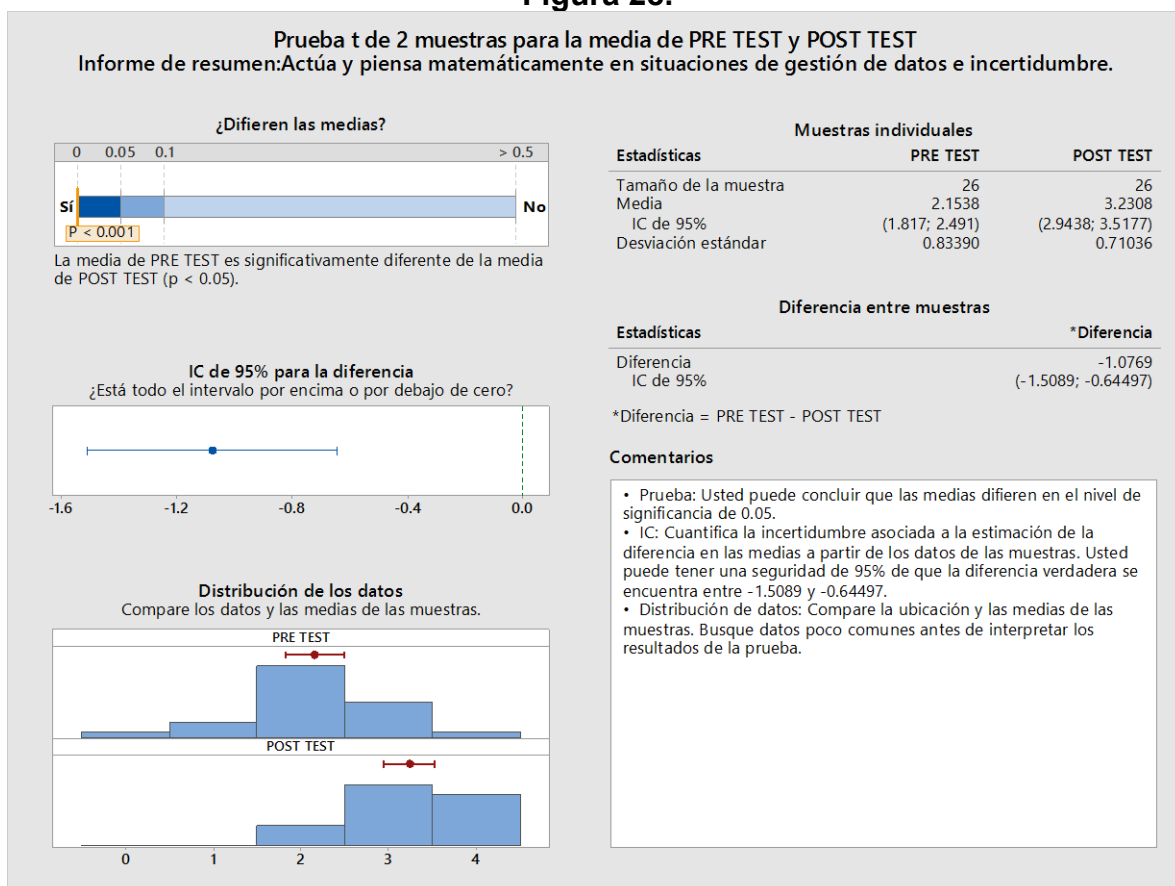 Figura 28.
Prueba t de 2 muestras para la media de PRE TEST y POST TEST
Informe de resumen:Actúa y piensa matemáticamente en situaciones de gestión de datos e incertidumbre.
¿Difieren las medias?
0 0.05 0.1 > 0.5
Sí No
P < 0.001
La media de PRE TEST es significativamente diferente de la media
de POST TEST (p < 0.05).
IC de 95% para la diferencia
¿Está todo el intervalo por encima o por debajo de cero?
-1.6 -1.2 -0.8 -0.4 0.0
Distribución de los datos
Compare los datos y las medias de las muestras.
PRE TEST
POST TEST
0 1 2 3 4
Muestras individuales
Estadísticas PRE TEST POST TEST
Tamaño de la muestra 26 26
Media 2.1538 3.2308
IC de 95% (1.817; 2.491) (2.9438; 3.5177)
Desviación estándar 0.83390 0.71036
Diferencia entre muestras
Estadísticas *Diferencia
Diferencia -1.0769
IC de 95% (-1.5089; -0.64497)
*Diferencia = PRE TEST - POST TEST
Comentarios
• Prueba: Usted puede concluir que las medias difieren en el nivel de
significancia de 0.05.
• IC: Cuantifica la incertidumbre asociada a la estimación de la
diferencia en las medias a partir de los datos de las muestras. Usted
puede tener una seguridad de 95% de que la diferencia verdadera se
encuentra entre -1.5089 y -0.64497.
• Distribución de datos: Compare la ubicación y las medias de las
muestras. Busque datos poco comunes antes de interpretar los
resultados de la prueba.